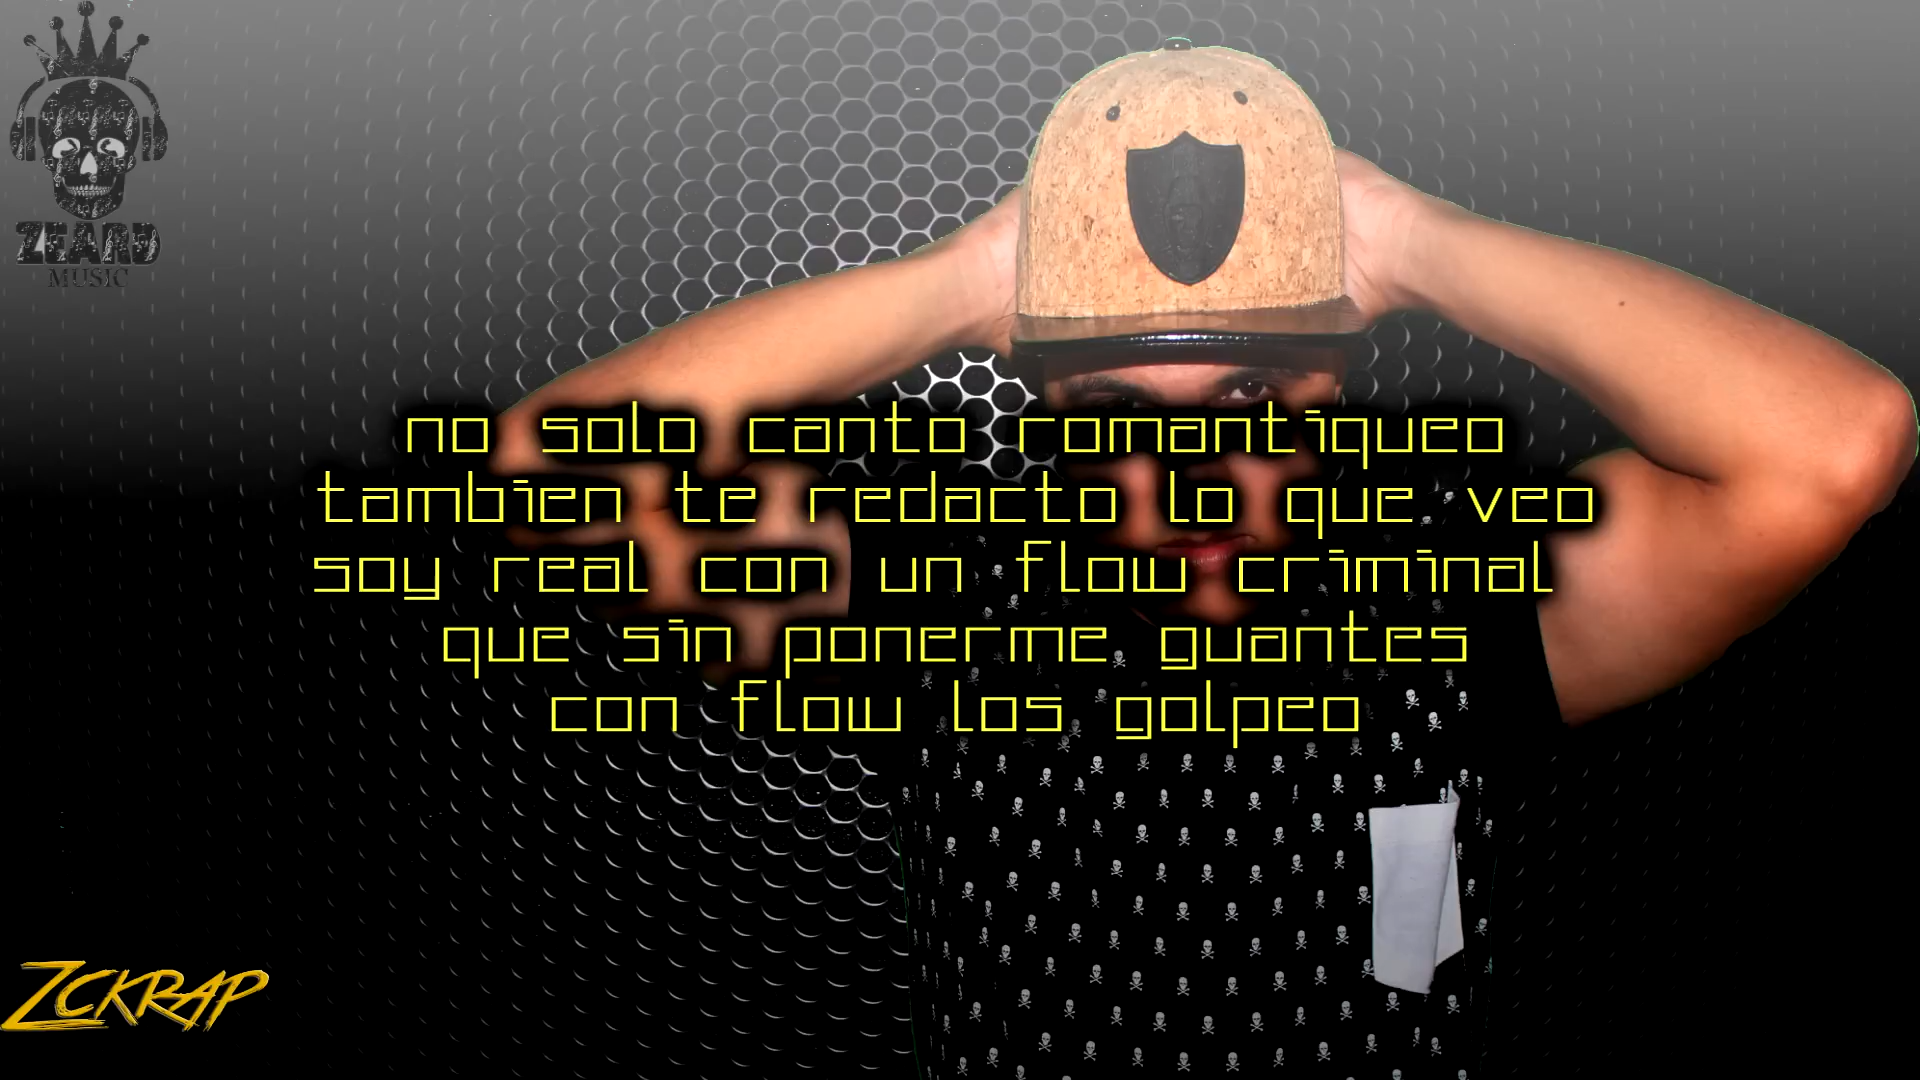 ZEARD
MUSIC
no solo canto romantiqueo
tambien te redacto lo que veo
soy real con un flow criminal
que sin ponerme guantes
con flow los golpeo
ZCKRAP